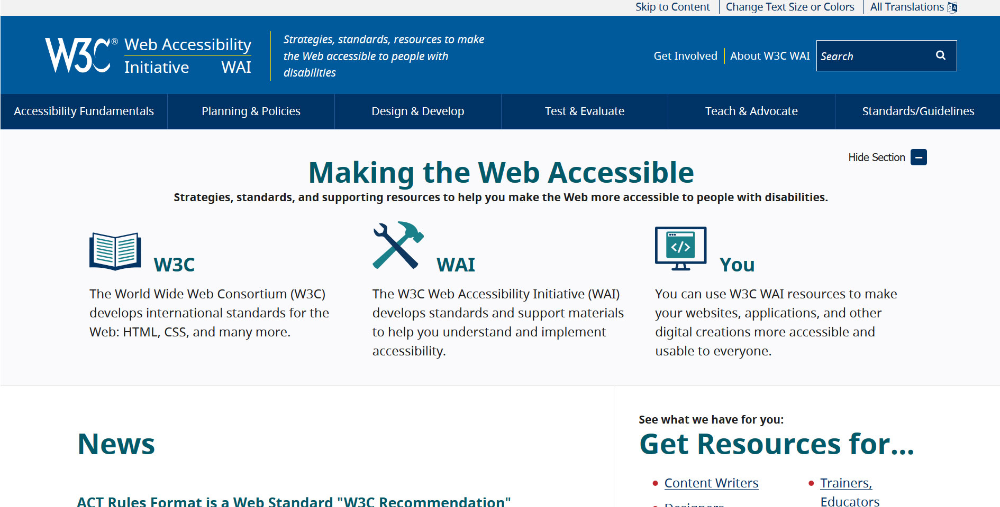 Skip to Content
Change Text Size or Colors
All Translations
W3C® Web Accessibility
Initiative WAI
Strategies, standards, resources to make
the Web accessible to people with
disabilities
Get Involved
About W3C WAI
Search
Accessibility Fundamentals
Planning & Policies
Design & Develop
Test & Evaluate
Teach & Advocate
Standards/Guidelines
Hide Section
Making the Web Accessible
Strategies, standards, and supporting resources to help you make the Web more accessible to people with disabilities.
W3C
The World Wide Web Consortium (W3C)
develops international standards for the
Web: HTML, CSS, and many more.
WAI
The W3C Web Accessibility Initiative (WAI)
develops standards and support materials
to help you understand and implement
accessibility.
You
You can use W3C WAI resources to make
your websites, applications, and other
digital creations more accessible and
usable to everyone.
News
ACT Rules Format is a Web Standard "W3C Recommendation"
See what we have for you:
Get Resources for…
Content Writers
Designers
Trainers,
Educators